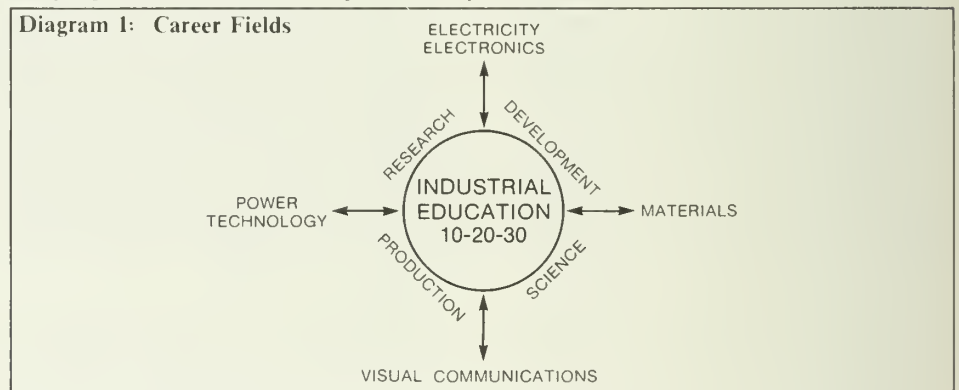 Diagram 1: Career Fields
ELECTRICITY
ELECTRONICS
RESEARCH
DEVELOPMENT
INDUSTRIAL
EDUCATION
10-20-30
POWER
TECHNOLOGY
MATERIALS
PRODUCTION
SCIENCE
VISUAL COMMUNICATIONS